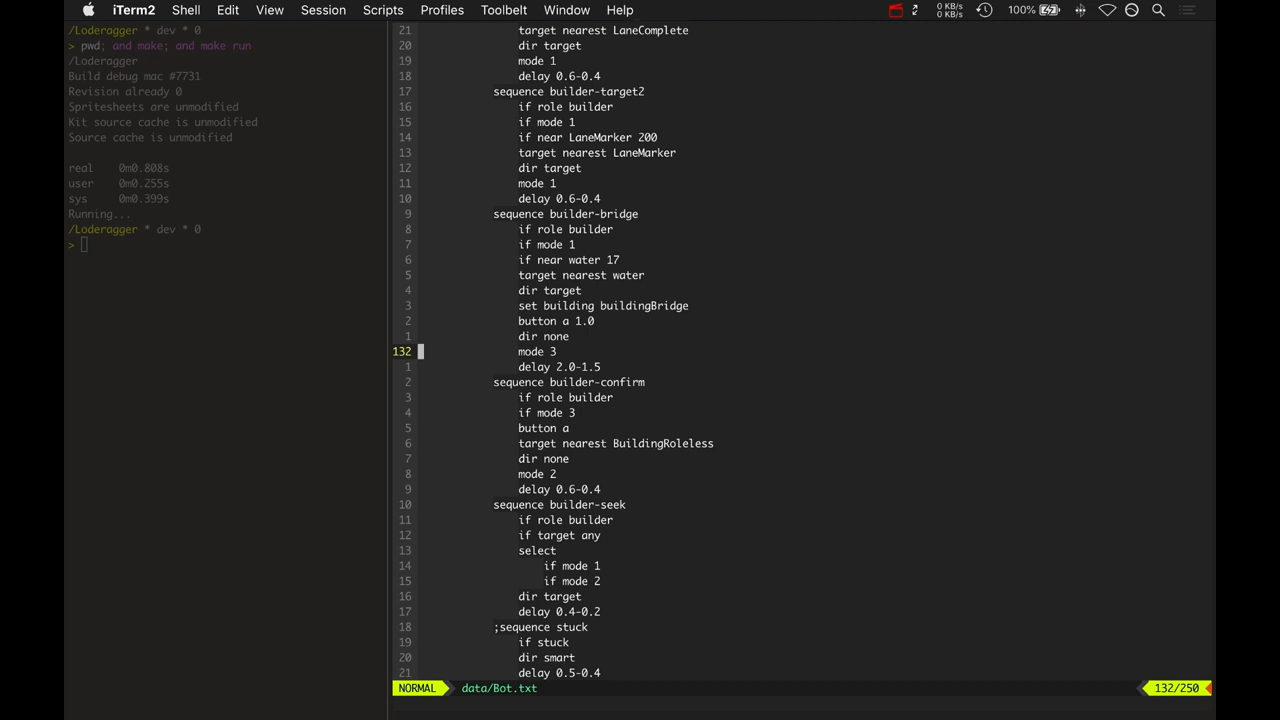 iTerm2 Shell Edit View Session Scripts Profiles Toolbelt Window Help 0 KB/s 0 KB/s 100%
/Loderagger * dev * 0
> pwd; and make; and make run
/Loderagger
Build debug mac #7731
Revision already 0
Spritesheets are unmodified
Kit source cache is unmodified
Source cache is unmodified
real 0m0.808s
user 0m0.255s
sys 0m0.399s
Running...
/Loderagger * dev * 0
>
21 target nearest LaneComplete
20 dir target
19 mode 1
18 delay 0.6-0.4
17 sequence builder-target2
16 if role builder
15 if mode 1
14 if near LaneMarker 200
13 target nearest LaneMarker
12 dir target
11 mode 1
10 delay 0.6-0.4
9 sequence builder-bridge
8 if role builder
7 if mode 1
6 if near water 17
5 target nearest water
4 dir target
3 set building buildingBridge
2 button a 1.0
1 dir none
132 mode 3
1 delay 2.0-1.5
2 sequence builder-confirm
3 if role builder
4 if mode 3
5 button a
6 target nearest BuildingRoleless
7 dir none
8 mode 2
9 delay 0.6-0.4
10 sequence builder-seek
11 if role builder
12 if target any
13 select
14 if mode 1
15 if mode 2
16 dir target
17 delay 0.4-0.2
18 ;sequence stuck
19 if stuck
20 dir smart
21 delay 0.5-0.4
NORMAL data/Bot.txt 132/250